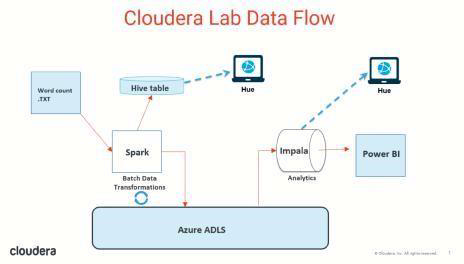 Cloudera Lab Data Flow
Word count
.TXT
Hive table
Hue
Hue
Spark
Batch Data
Transformations
Impala
Analytics
Power BI
Azure ADLS
cloudera
© Cloudera, Inc. All rights reserved.
1